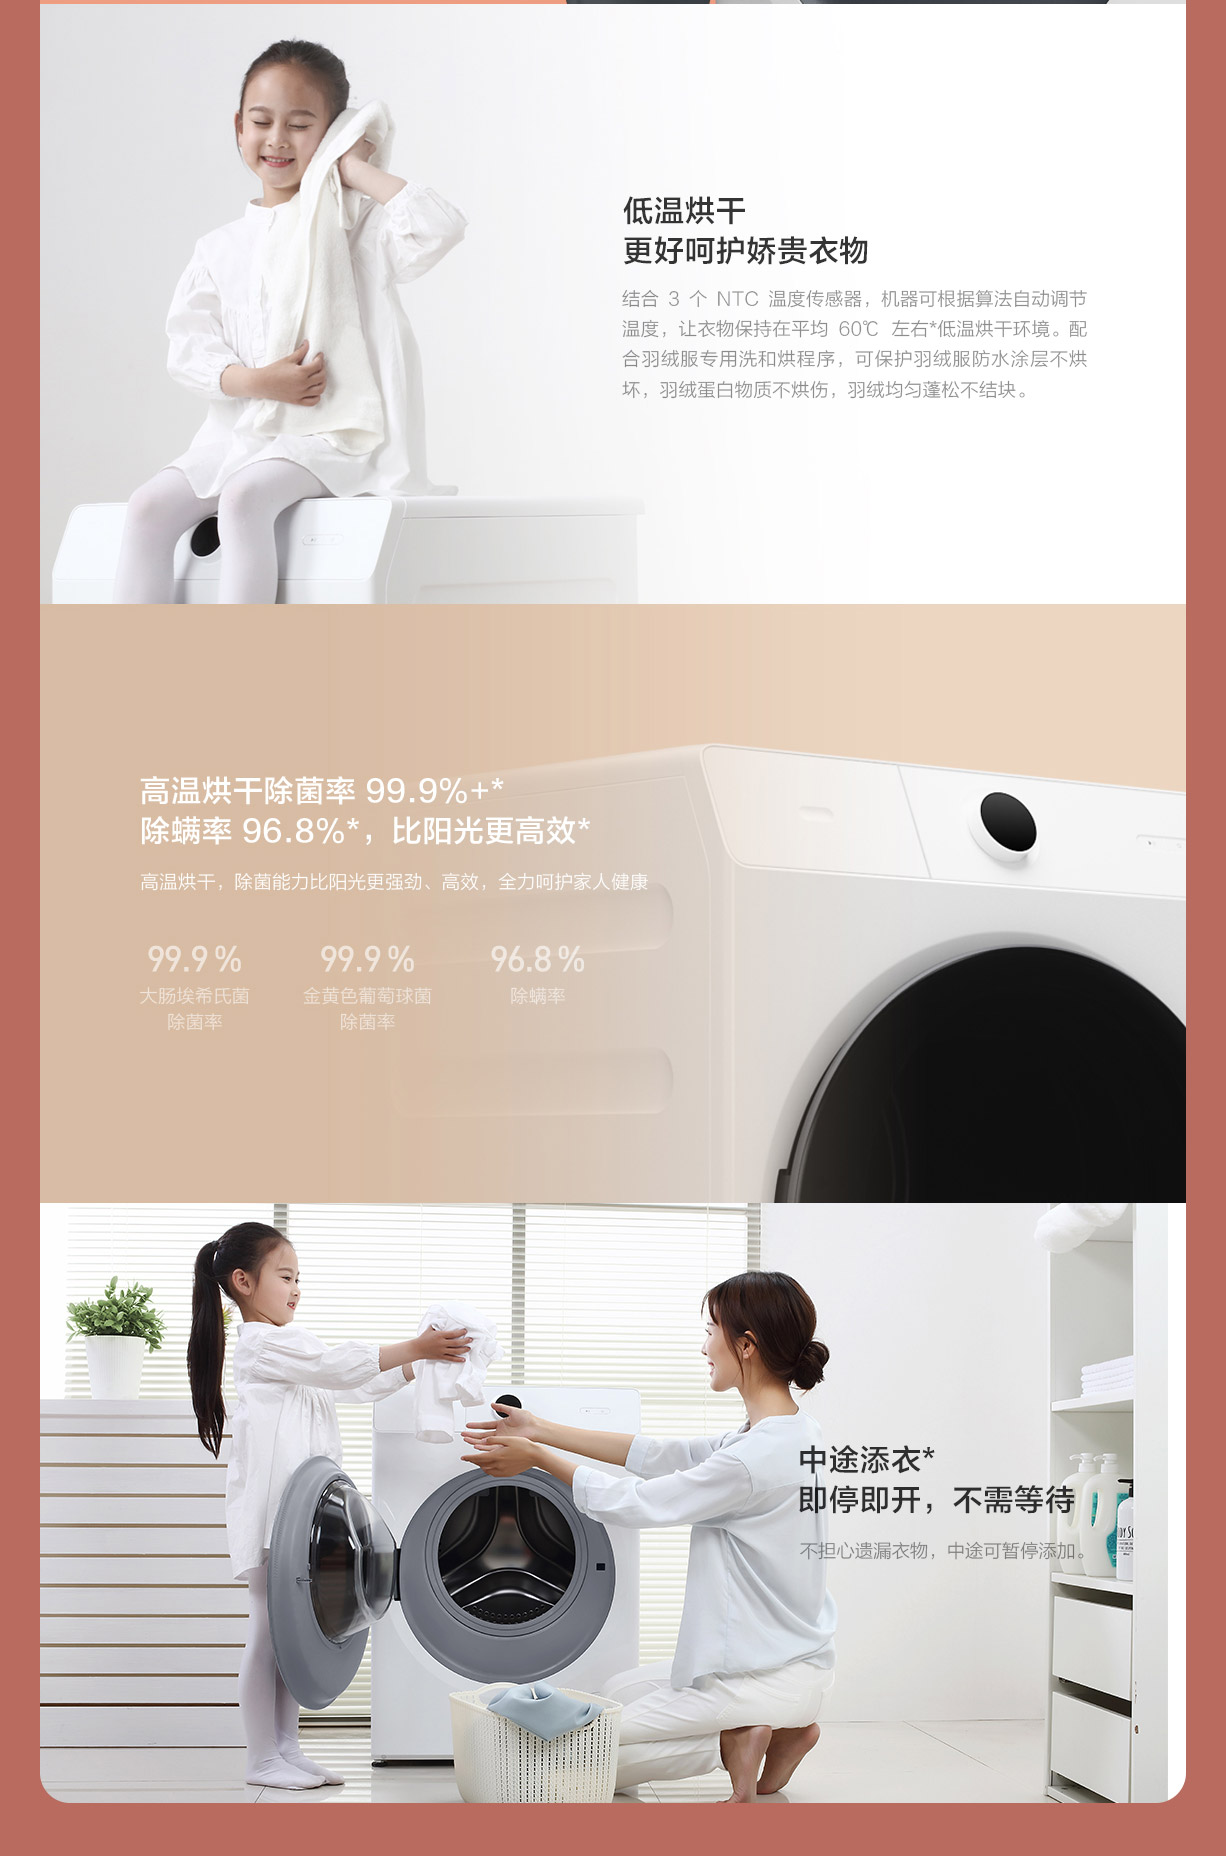 低温烘干
更好呵护娇贵衣物
结合 3 个 NTC 温度传感器，机器可根据算法自动调节
温度，让衣物保持在平均 60℃ 左右*低温烘干环境。配
合羽绒服专用洗和烘程序，可保护羽绒服防水涂层不烘
坏，羽绒蛋白物质不烘伤，羽绒均匀蓬松不结块。
高温烘干除菌率 99.9%+*
除螨率 96.8%*，比阳光更高效*
高温烘干，除菌能力比阳光更强劲、高效，全力呵护家人健康
99.9 % 99.9 % 96.8 %
大肠埃希氏菌 金黄色葡萄球菌 除螨率
除菌率 除菌率
中途添衣*
即停即开，不需等待
不担心遗漏衣物，中途可暂停添加。